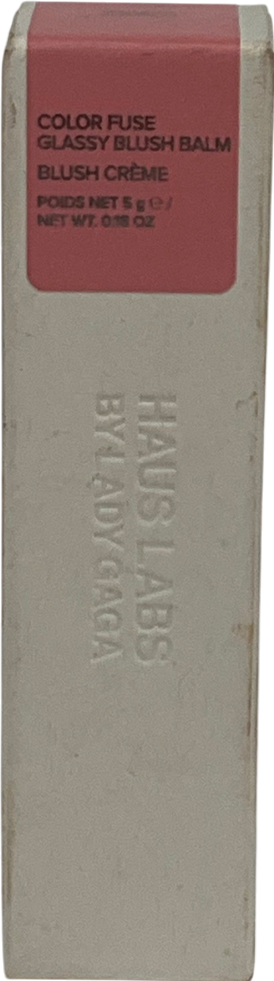 COLOR FUSE
GLASSY BLUSH BALM
BLUSH CRÈME
POIDS NET 5 g ℮ /
NET WT. 0.18 OZ
HAUS LABS
BY LADY GAGA